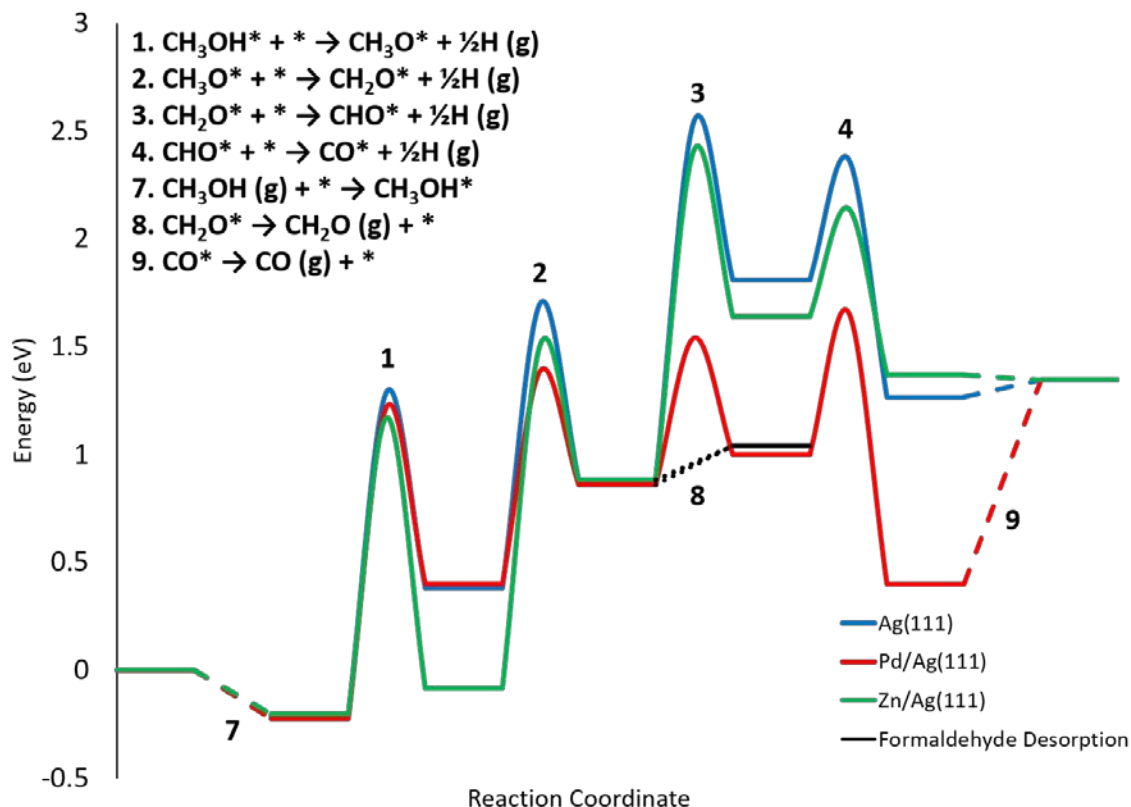 3
1. CH₃OH* + * → CH₃O* + ½H (g)
2. CH₃O* + * → CH₂O* + ½H (g)
3. CH₂O* + * → CHO* + ½H (g)
4. CHO* + * → CO* + ½H (g)
7. CH₃OH (g) + * → CH₃OH*
8. CH₂O* → CH₂O (g) + *
9. CO* → CO (g) + *
3
4
2.5
2
2
1.5
1
1
8
9
0.5
0
7
-0.5
Energy (eV)
Reaction Coordinate
Ag(111)
Pd/Ag(111)
Zn/Ag(111)
Formaldehyde Desorption